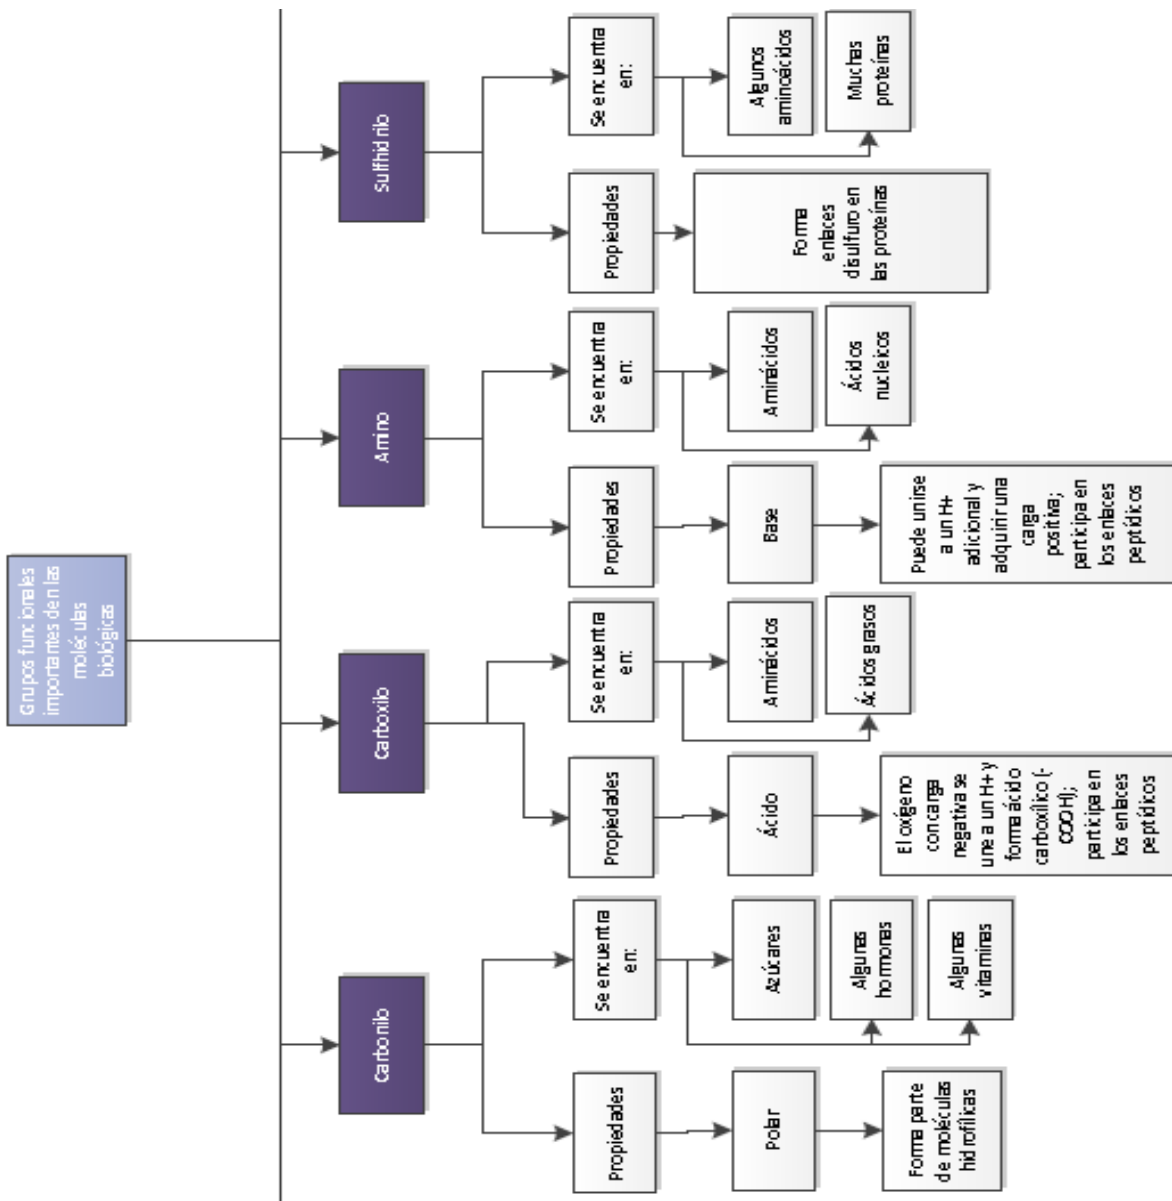 Grupos funcionales
importantes den las
moléculas
biológicas
Carbonilo
Propiedades
Polar
Forma parte
de moléculas
hidrofílicas
Se encuentra
en:
Azúcares
Algunas
hormonas
Algunas
vitaminas
Carboxilo
Propiedades
Ácido
El oxígeno
con carga
negativa se
une a un H+ y
forma ácido
carboxílico (-
COOH);
participa en
los enlaces
peptídicos
Se encuentra
en:
Aminácidos
Ácidos grasos
Amino
Propiedades
Base
Puede unirse
a un H+
adicional y
adquirir una
carga
positiva;
participa en
los enlaces
peptídicos
Se encuentra
en:
Aminácidos
Ácidos
nucleicos
Sulfhidrilo
Propiedades
Forma
enlaces
disulfuro en
las proteínas
Se encuentra
en:
Algunos
aminoácidos
Muchas
proteínas